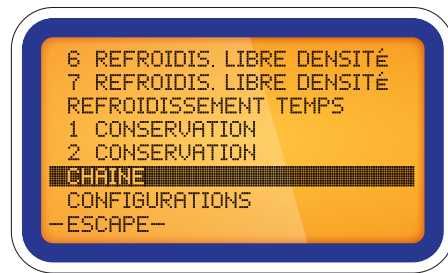 6 REFROIDIS. LIBRE DENSITé
7 REFROIDIS. LIBRE DENSITé
REFROIDISSEMENT TEMPS
1 CONSERVATION
2 CONSERVATION
CHAINE
CONFIGURATIONS
-ESCAPE-